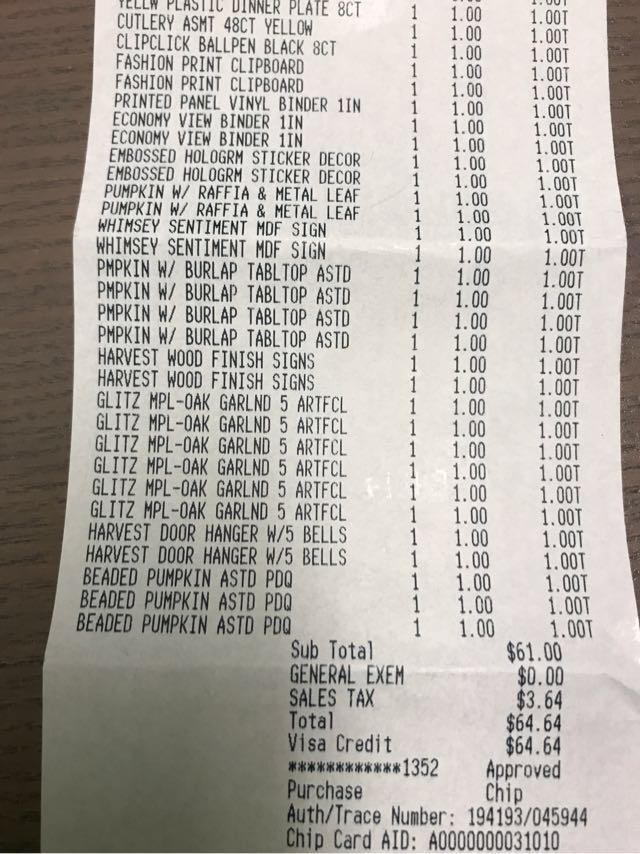 YELLW PLASTIC DINNER PLATE 8CT 1 1.00 1.00T
CUTLERY ASMT 48CT YELLOW 1 1.00 1.00T
CLIPCLICK BALLPEN BLACK 8CT 1 1.00 1.00T
FASHION PRINT CLIPBOARD 1 1.00 1.00T
FASHION PRINT CLIPBOARD 1 1.00 1.00T
PRINTED PANEL VINYL BINDER 1IN 1 1.00 1.00T
ECONOMY VIEW BINDER 1IN 1 1.00 1.00T
ECONOMY VIEW BINDER 1IN 1 1.00 1.00T
EMBOSSED HOLOGRM STICKER DECOR 1 1.00 1.00T
EMBOSSED HOLOGRM STICKER DECOR 1 1.00 1.00T
PUMPKIN W/ RAFFIA & METAL LEAF 1 1.00 1.00T
PUMPKIN W/ RAFFIA & METAL LEAF 1 1.00 1.00T
WHIMSEY SENTIMENT MDF SIGN 1 1.00 1.00T
WHIMSEY SENTIMENT MDF SIGN 1 1.00 1.00T
PMPKIN W/ BURLAP TABLTOP ASTD 1 1.00 1.00T
PMPKIN W/ BURLAP TABLTOP ASTD 1 1.00 1.00T
PMPKIN W/ BURLAP TABLTOP ASTD 1 1.00 1.00T
PMPKIN W/ BURLAP TABLTOP ASTD 1 1.00 1.00T
HARVEST WOOD FINISH SIGNS 1 1.00 1.00T
HARVEST WOOD FINISH SIGNS 1 1.00 1.00T
GLITZ MPL-OAK GARLND 5 ARTFCL 1 1.00 1.00T
GLITZ MPL-OAK GARLND 5 ARTFCL 1 1.00 1.00T
GLITZ MPL-OAK GARLND 5 ARTFCL 1 1.00 1.00T
GLITZ MPL-OAK GARLND 5 ARTFCL 1 1.00 1.00T
GLITZ MPL-OAK GARLND 5 ARTFCL 1 1.00 1.00T
GLITZ MPL-OAK GARLND 5 ARTFCL 1 1.00 1.00T
HARVEST DOOR HANGER W/5 BELLS 1 1.00 1.00T
HARVEST DOOR HANGER W/5 BELLS 1 1.00 1.00T
BEADED PUMPKIN ASTD PDQ 1 1.00 1.00T
BEADED PUMPKIN ASTD PDQ 1 1.00 1.00T
BEADED PUMPKIN ASTD PDQ 1 1.00 1.00T
Sub Total $61.00
GENERAL EXEM $0.00
SALES TAX $3.64
Total $64.64
Visa Credit $64.64
************1352 Approved
Purchase Chip
Auth/Trace Number: 194193/045944
Chip Card AID: A0000000031010